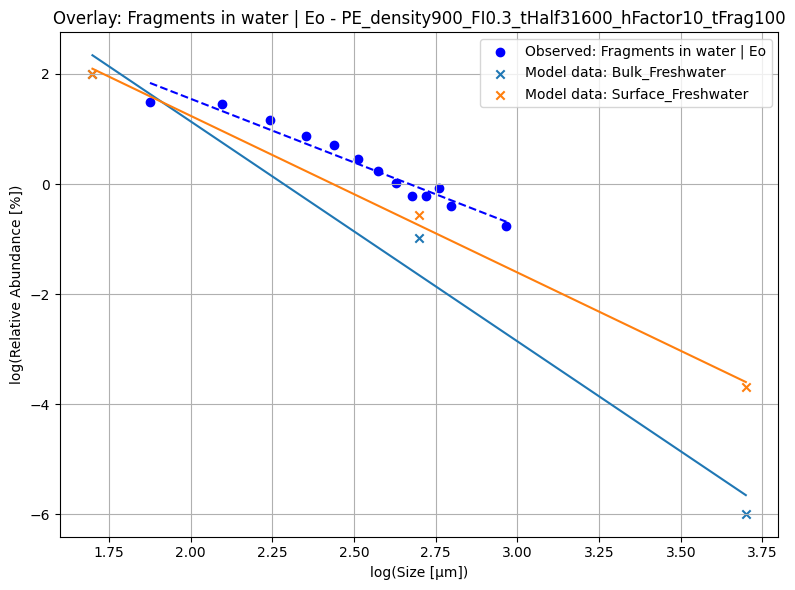 Overlay: Fragments in water | Eo - PE_density900_FI0.3_tHalf31600_hFactor10_tFrag100
Observed: Fragments in water | Eo
Model data: Bulk_Freshwater
Model data: Surface_Freshwater
log(Relative Abundance [%])
2
0
−2
−4
−6
1.75 2.00 2.25 2.50 2.75 3.00 3.25 3.50 3.75
log(Size [µm])